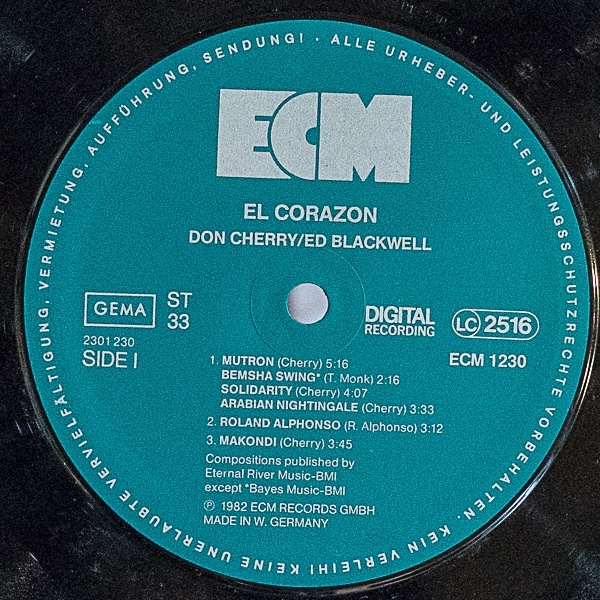 ALLE URHEBER- UND LEISTUNGSSCHUTZRECHTE VORBEHALTEN. KEIN VERLEIH! KEINE UNERLAUBTE VERVIELFÄLTIGUNG, VERMIETUNG, AUFFÜHRUNG, SENDUNG! ·
ECM
EL CORAZON
DON CHERRY/ED BLACKWELL
GEMA
ST
33
DIGITAL
RECORDING
LC 2516
2301 230
SIDE I
ECM 1230
1. MUTRON (Cherry) 5:16
BEMSHA SWING* (T. Monk) 2:16
SOLIDARITY (Cherry) 4:07
ARABIAN NIGHTINGALE (Cherry) 3:33
2. ROLAND ALPHONSO (R. Alphonso) 3:12
3. MAKONDI (Cherry) 3:45
Compositions published by
Eternal River Music-BMI
except *Bayes Music-BMI
Ⓟ 1982 ECM RECORDS GMBH
MADE IN W. GERMANY